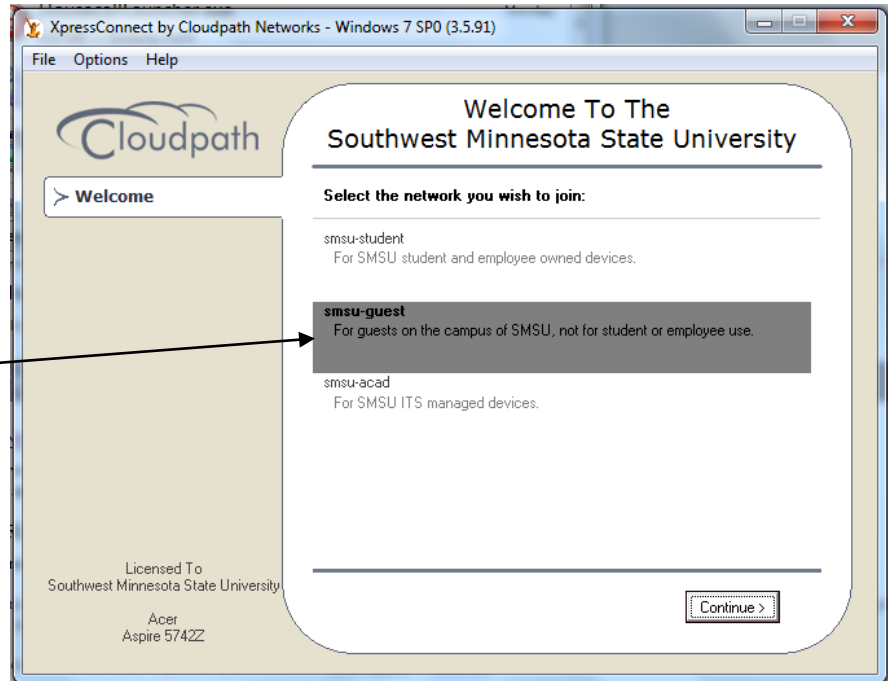 XpressConnect by Cloudpath Networks - Windows 7 SP0 (3.5.91)
File Options Help
Cloudpath
Welcome To The
Southwest Minnesota State University
> Welcome
Select the network you wish to join:
smsu-student
For SMSU student and employee owned devices.
smsu-guest
For guests on the campus of SMSU, not for student or employee use.
smsu-acad
For SMSU ITS managed devices.
Licensed To
Southwest Minnesota State University
Acer
Aspire 5742Z
Continue >